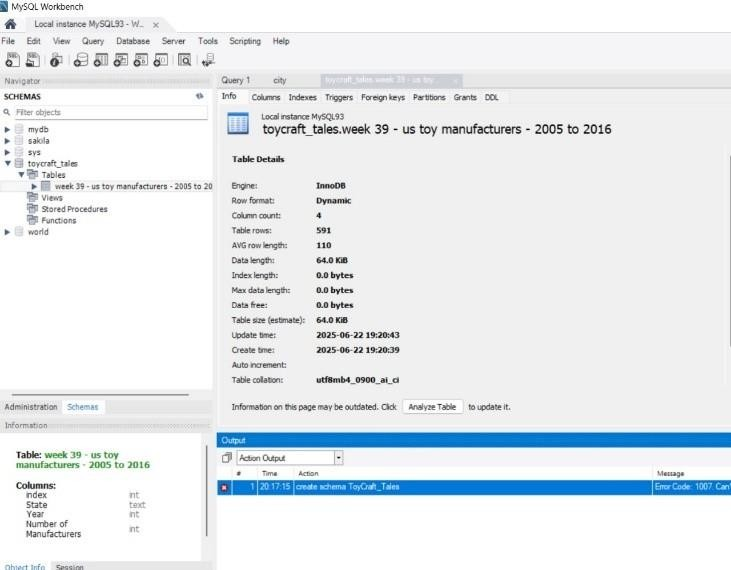 MySQL Workbench
Local instance MySQL93 - W... ×
File Edit View Query Database Server Tools Scripting Help
Navigator
SCHEMAS
Filter objects
mydb
sakila
sys
toycraft_tales
Tables
week 39 - us toy manufacturers - 2005 to 20
Views
Stored Procedures
Functions
world
Administration Schemas
Information
Table: week 39 - us toy
manufacturers - 2005 to 2016
Columns:
index int
State text
Year int
Number of
Manufacturers int
Object Info Session
Query 1 city toycraft_tales.week 39 - us toy... ×
Info Columns Indexes Triggers Foreign keys Partitions Grants DDL
Local instance MySQL93
toycraft_tales.week 39 - us toy manufacturers - 2005 to 2016
Table Details
Engine: InnoDB
Row format: Dynamic
Column count: 4
Table rows: 591
AVG row length: 110
Data length: 64.0 KiB
Index length: 0.0 bytes
Max data length: 0.0 bytes
Data free: 0.0 bytes
Table size (estimate): 64.0 KiB
Update time: 2025-06-22 19:20:43
Create time: 2025-06-22 19:20:39
Auto increment:
Table collation: utf8mb4_0900_ai_ci
Information on this page may be outdated. Click Analyze Table to update it.
Output
Action Output
# Time Action Message
1 20:17:15 create schema ToyCraft_Tales Error Code: 1007. Can'